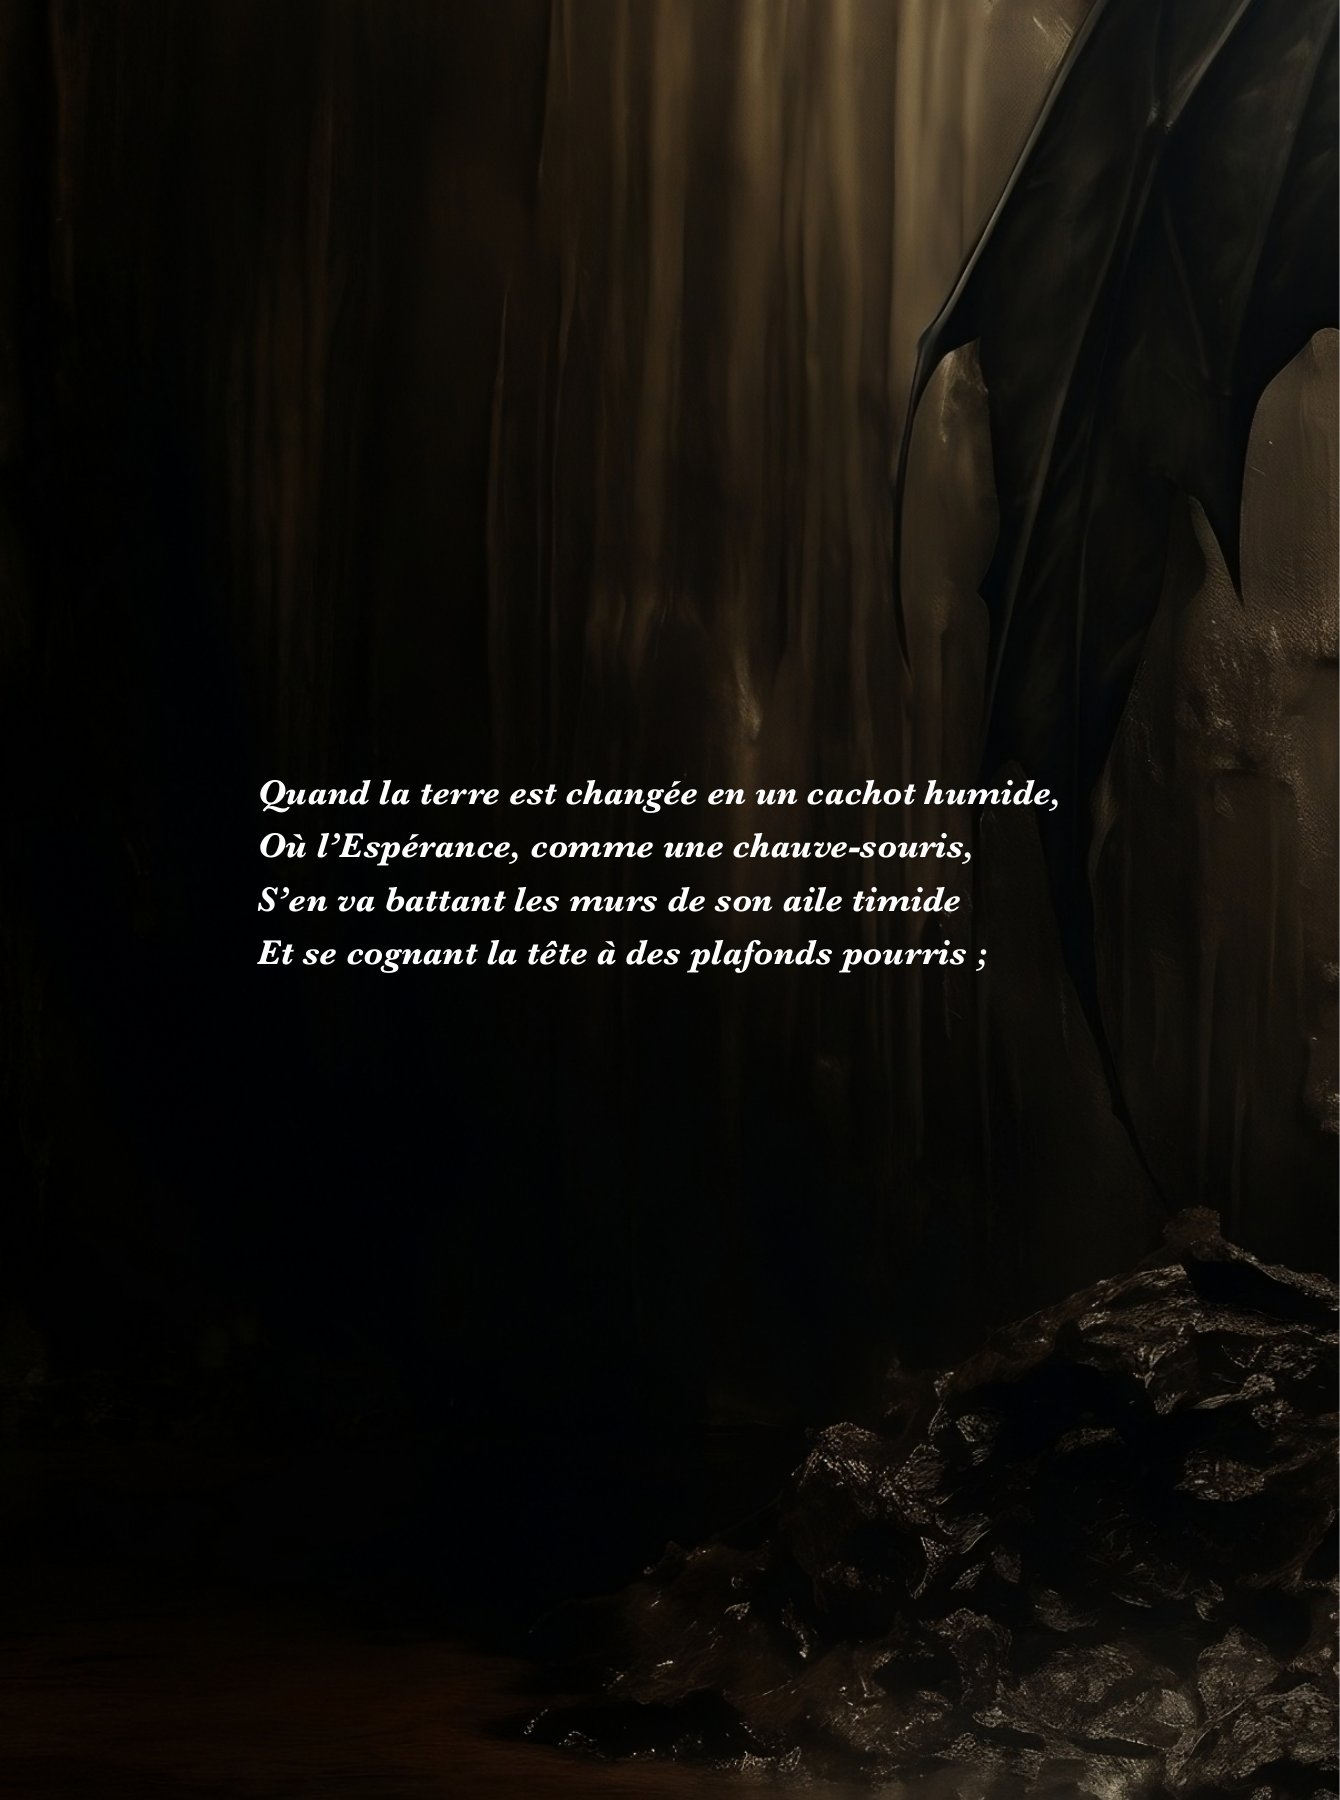 Quand la terre est changée en un cachot humide,
Où l’Espérance, comme une chauve-souris,
S’en va battant les murs de son aile timide
Et se cognant la tête à des plafonds pourris ;